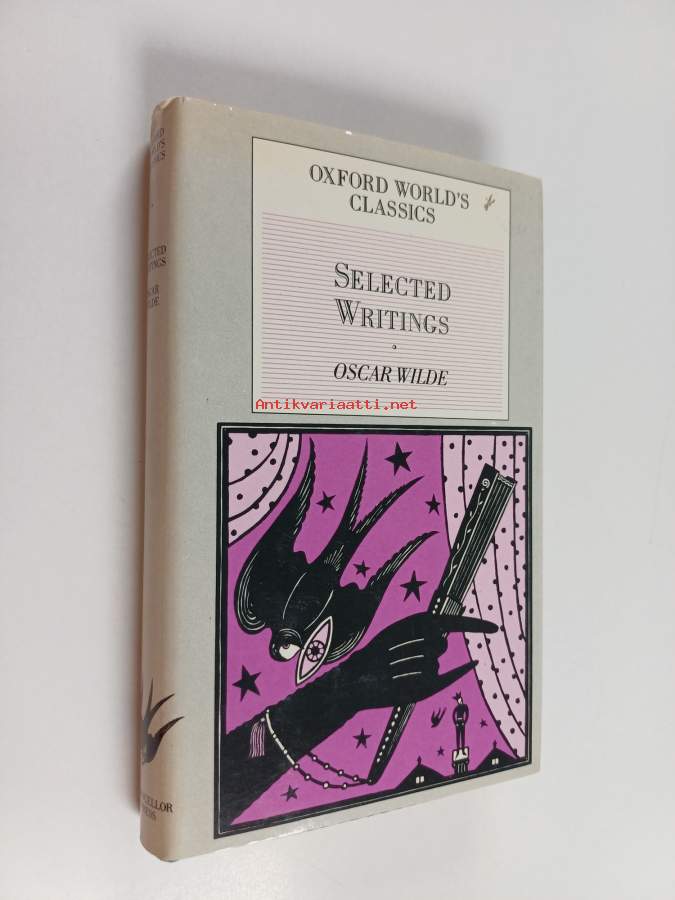 OXFORD WORLD'S
CLASSICS
SELECTED
WRITINGS
OSCAR WILDE
Antikvariaatti.net